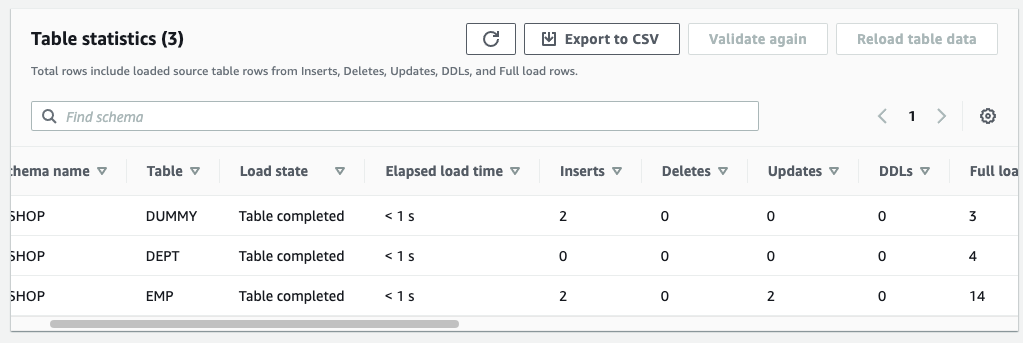 Table statistics (3)
Export to CSV
Validate again
Reload table data
Total rows include loaded source table rows from Inserts, Deletes, Updates, DDLs, and Full load rows.
Find schema
1
hema name Table Load state Elapsed load time Inserts Deletes Updates DDLs Full loa
SHOP DUMMY Table completed < 1 s 2 0 0 0 3
SHOP DEPT Table completed < 1 s 0 0 0 0 4
SHOP EMP Table completed < 1 s 2 0 2 0 14